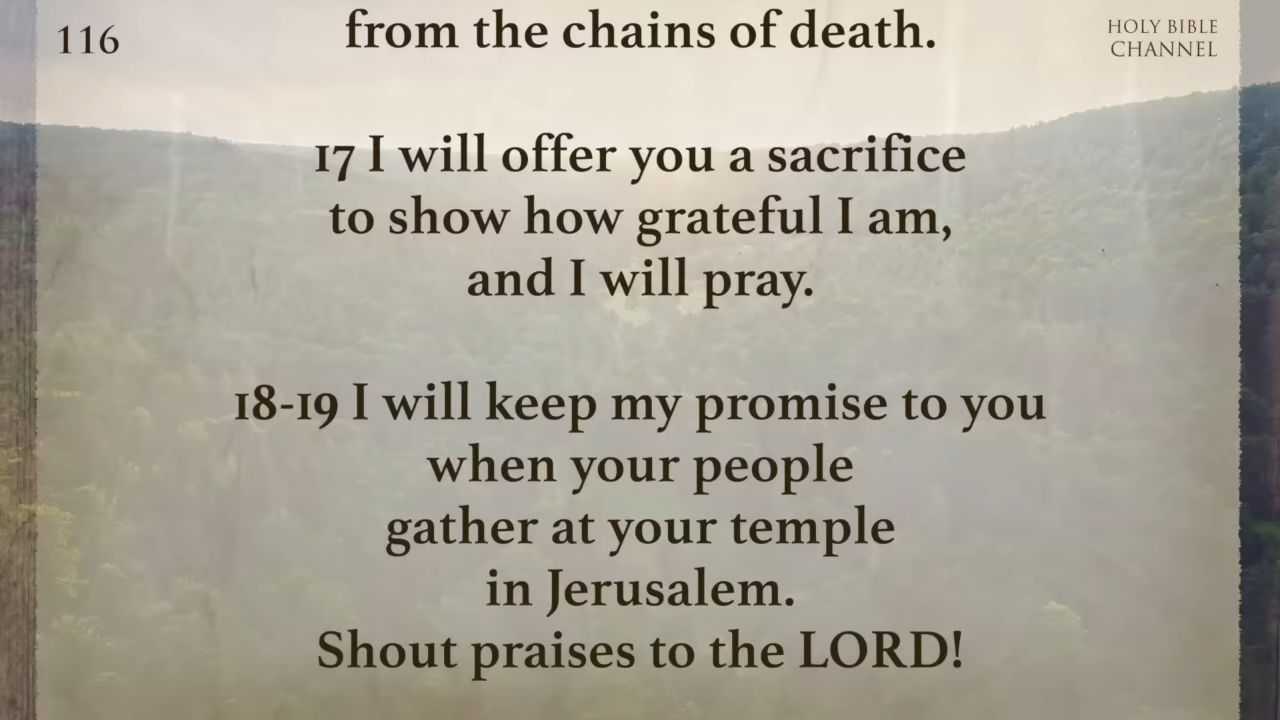 116
HOLY BIBLE
CHANNEL
from the chains of death.
17 I will offer you a sacrifice
to show how grateful I am,
and I will pray.
18-19 I will keep my promise to you
when your people
gather at your temple
in Jerusalem.
Shout praises to the LORD!